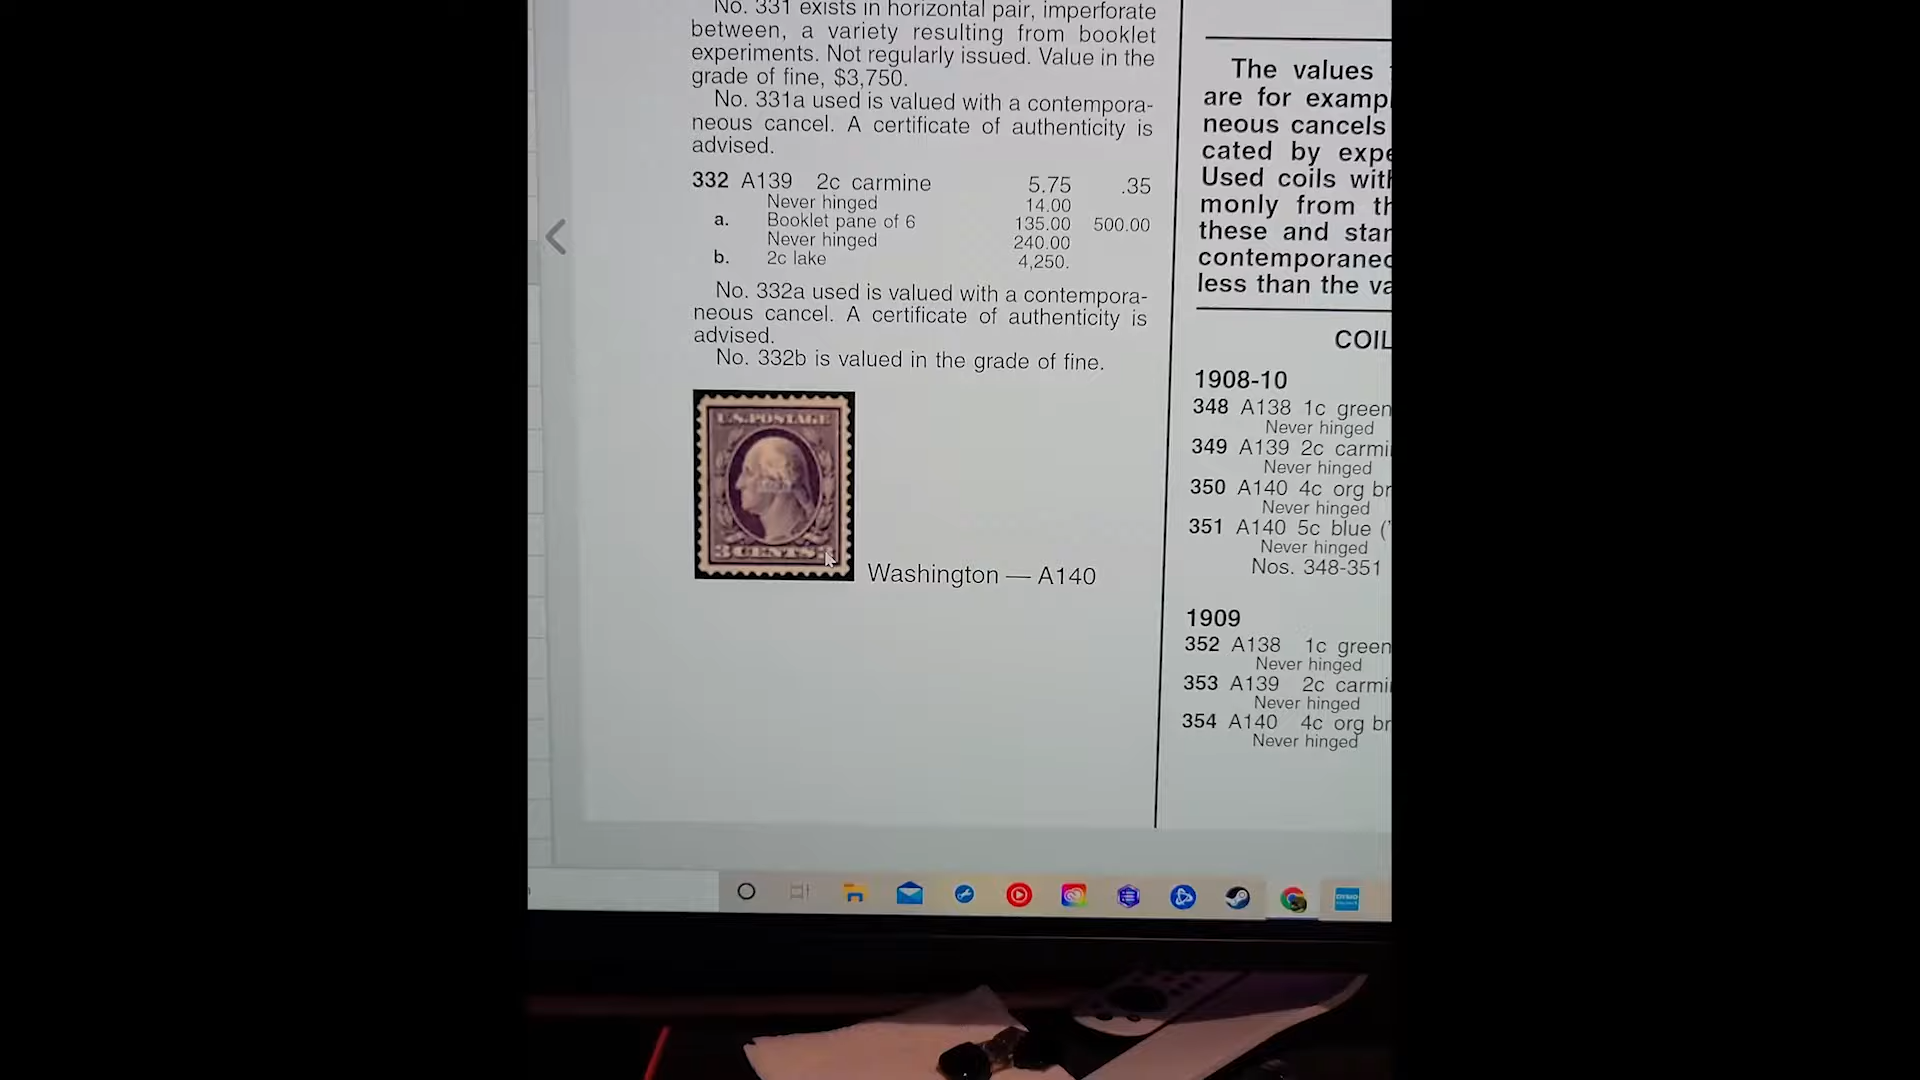 No. 331 exists in horizontal pair, imperforate
between, a variety resulting from booklet
experiments. Not regularly issued. Value in the
grade of fine, $3,750.
No. 331a used is valued with a contempora-
neous cancel. A certificate of authenticity is
advised.
332 A139 2c carmine 5.75 .35
Never hinged 14.00
a. Booklet pane of 6 135.00 500.00
Never hinged 240.00
b. 2c lake 4,250.
No. 332a used is valued with a contempora-
neous cancel. A certificate of authenticity is
advised.
No. 332b is valued in the grade of fine.
U.S. POSTAGE
3 CENTS 3
Washington — A140
The values
are for exampl
neous cancels
cated by expe
Used coils with
monly from th
these and star
contemporaneo
less than the va
COIL
1908-10
348 A138 1c green
Never hinged
349 A139 2c carmi
Never hinged
350 A140 4c org br
Never hinged
351 A140 5c blue (
Never hinged
Nos. 348-351
1909
352 A138 1c green
Never hinged
353 A139 2c carmi
Never hinged
354 A140 4c org br
Never hinged